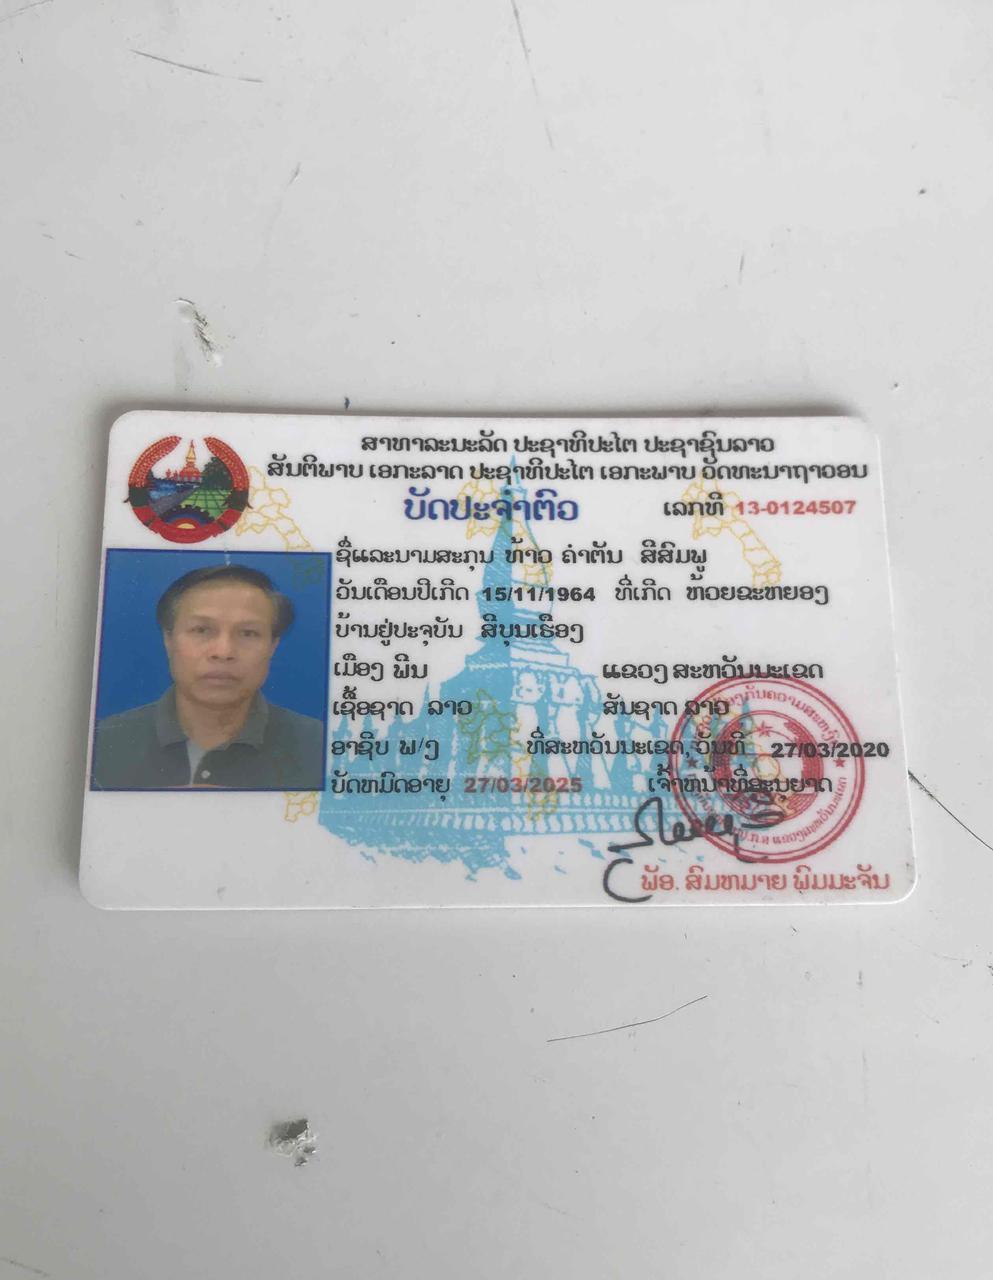 ສາທາລະນະລັດ ປະຊາທິປະໄຕ ປະຊາຊົນລາວ
ສັນຕິພາບ ເອກະລາດ ປະຊາທິປະໄຕ ເອກະພາບ ວັດທະນາຖາວອນ
ບັດປະຈຳຕົວ ເລກທີ 13-0124507
ຊື່ແລະນາມສະກຸນ ທ້າວ ຄຳຕັນ ສີສົມພູ
ວັນເດືອນປີເກີດ 15/11/1964 ທີ່ເກີດ ຫ້ວຍຂະຫຍອງ
ບ້ານຢູ່ປະຈຸບັນ ສີບຸນເຮືອງ
ເມືອງ ພີນ ແຂວງ ສະຫວັນນະເຂດ
ເຊື້ອຊາດ ລາວ ສັນຊາດ ລາວ
ອາຊີບ ພ/ງ ທີ່ສະຫວັນນະເຂດ, ວັນທີ 27/03/2020
ບັດຫມົດອາຍຸ 27/03/2025 ເຈົ້າຫນ້າທີ່ອະນຸຍາດ
ພັອ. ສົມຫມາຍ ພິມມະຈັນ